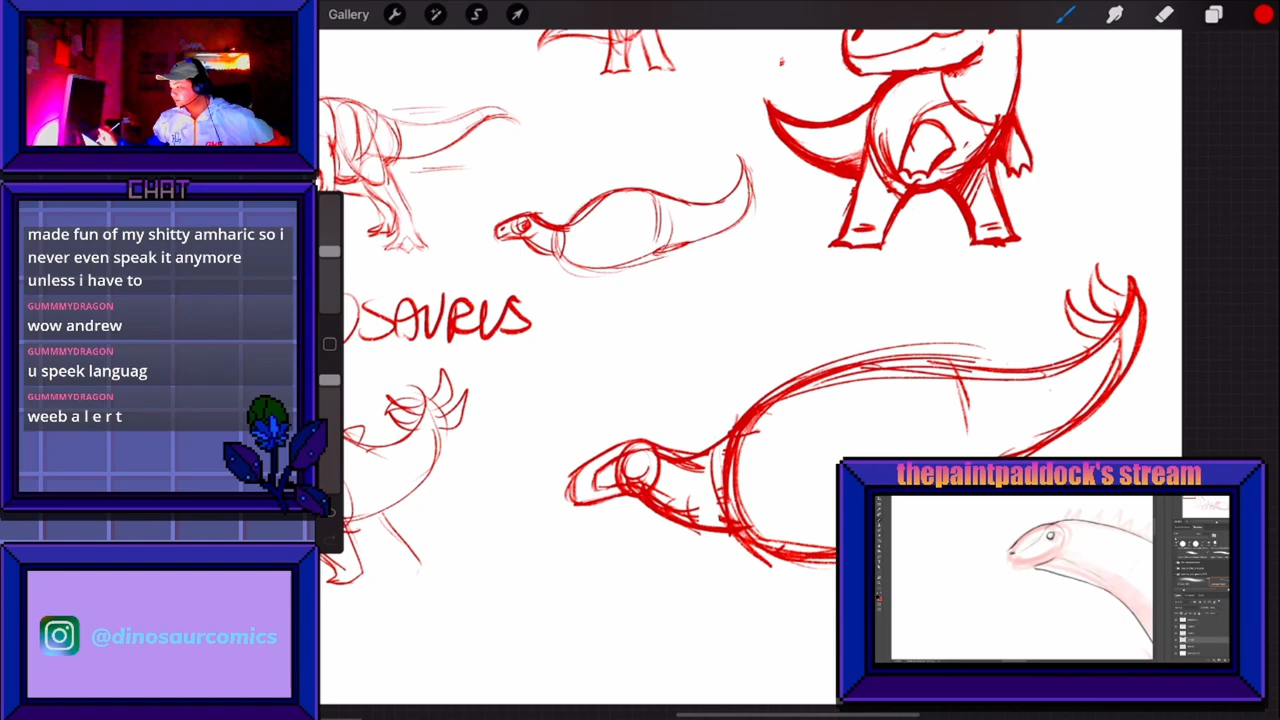 Gallery
CHAT
made fun of my shitty amharic so i
never even speak it anymore
unless i have to
GUMMMYDRAGON
wow andrew
GUMMMYDRAGON
u speek languag
GUMMMYDRAGON
weeb a l e r t
OSAURUS
thepaintpaddock's stream
@dinosaurcomics